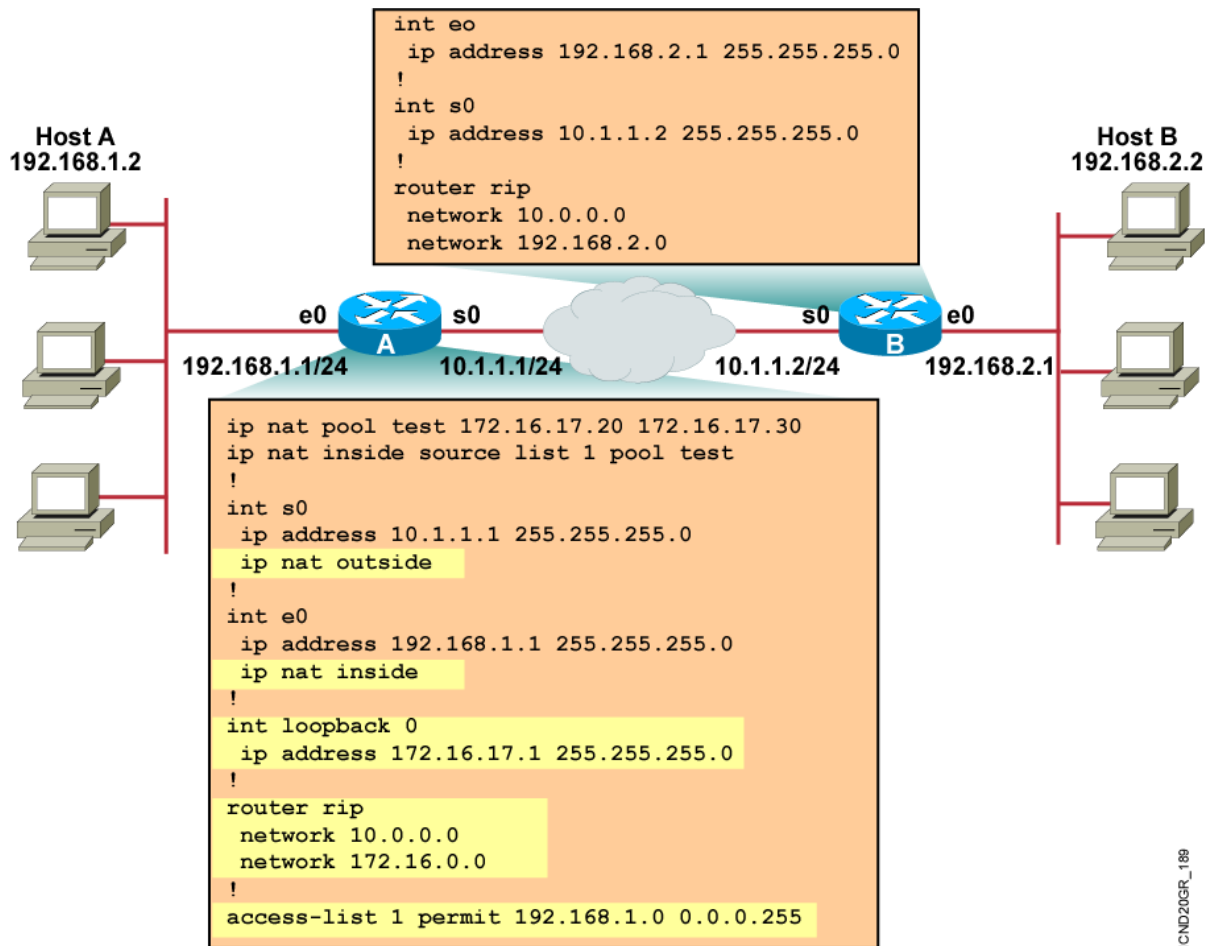 int eo
ip address 192.168.2.1 255.255.255.0
!
int s0
ip address 10.1.1.2 255.255.255.0
!
router rip
network 10.0.0.0
network 192.168.2.0
Host A
192.168.1.2
Host B
192.168.2.2
e0
A
s0
s0
B
e0
192.168.1.1/24
10.1.1.1/24
10.1.1.2/24
192.168.2.1
ip nat pool test 172.16.17.20 172.16.17.30
ip nat inside source list 1 pool test
!
int s0
ip address 10.1.1.1 255.255.255.0
ip nat outside
!
int e0
ip address 192.168.1.1 255.255.255.0
ip nat inside
!
int loopback 0
ip address 172.16.17.1 255.255.255.0
!
router rip
network 10.0.0.0
network 172.16.0.0
!
access-list 1 permit 192.168.1.0 0.0.0.255
CND20GR_189